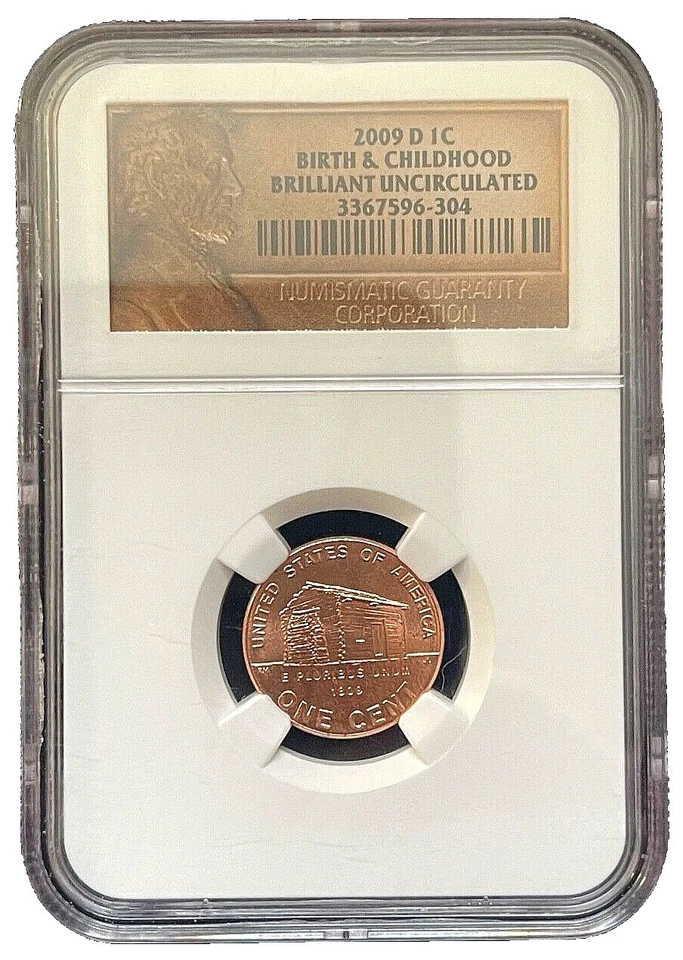 2009 D 1C
BIRTH & CHILDHOOD
BRILLIANT UNCIRCULATED
3367596-304
NUMISMATIC GUARANTY
CORPORATION
UNITED STATES OF AMERICA
E PLURIBUS UNUM
1809
ONE CENT